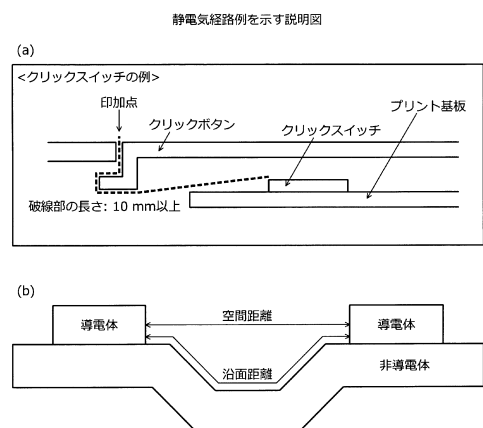 静電気経路例を示す説明図
(a)
<クリックスイッチの例>
印加点
プリント基板
クリックボタン
クリックスイッチ
破線部の長さ: 10 mm以上
(b)
空間距離
導電体
導電体
沿面距離
非導電体